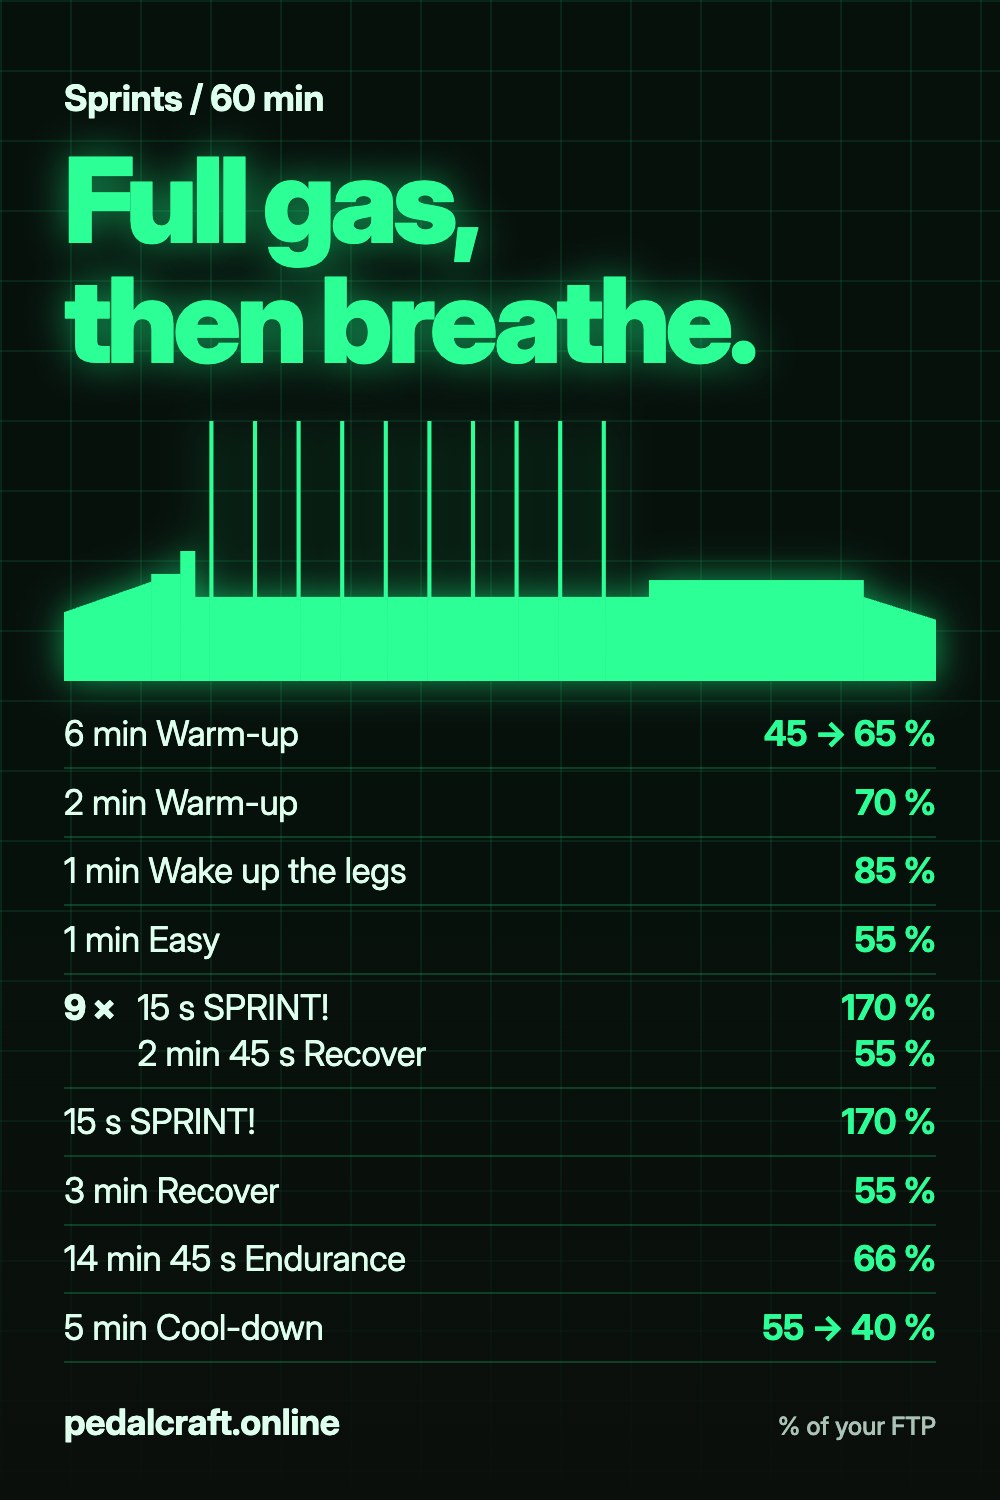 Sprints / 60 min
Full gas,
then breathe.
6 min Warm-up 45 → 65 %
2 min Warm-up 70 %
1 min Wake up the legs 85 %
1 min Easy 55 %
9 × 15 s SPRINT! 170 %
2 min 45 s Recover 55 %
15 s SPRINT! 170 %
3 min Recover 55 %
14 min 45 s Endurance 66 %
5 min Cool-down 55 → 40 %
pedalcraft.online % of your FTP